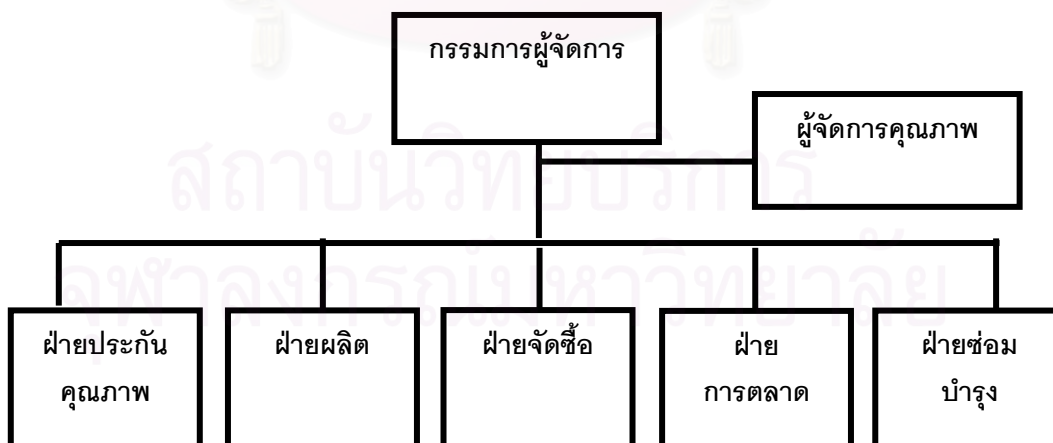 กรรมการผู้จัดการ
ผู้จัดการคุณภาพ
สถาบันวิทยบริการ
จุฬาลงกรณ์มหาวิทยาลัย
ฝ่ายประกัน
คุณภาพ
ฝ่ายผลิต
ฝ่ายจัดซื้อ
ฝ่าย
การตลาด
ฝ่ายซ่อม
บำรุง